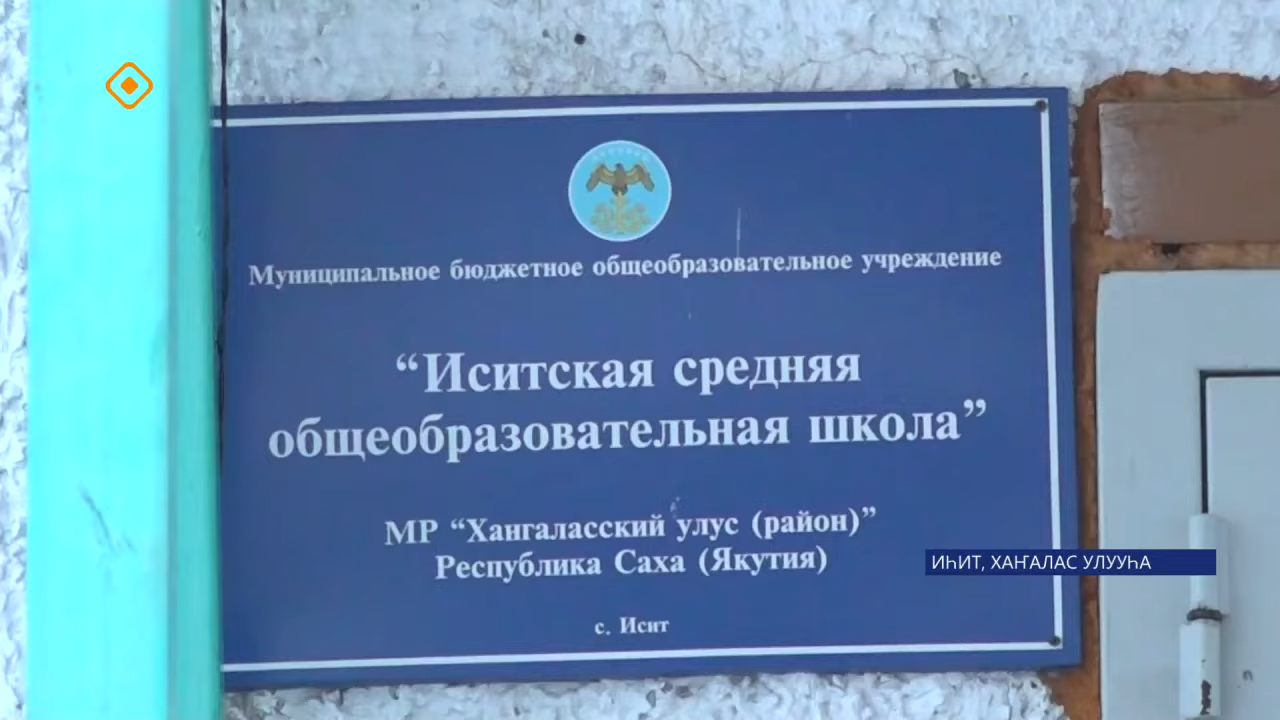 Муниципальное бюджетное общеобразовательное учреждение
“Иситская средняя
общеобразовательная школа”
МР “Хангаласский улус (район)”
Республика Саха (Якутия)
с. Исит
ИҺИТ, ХАҤАЛАС УЛУУҺА